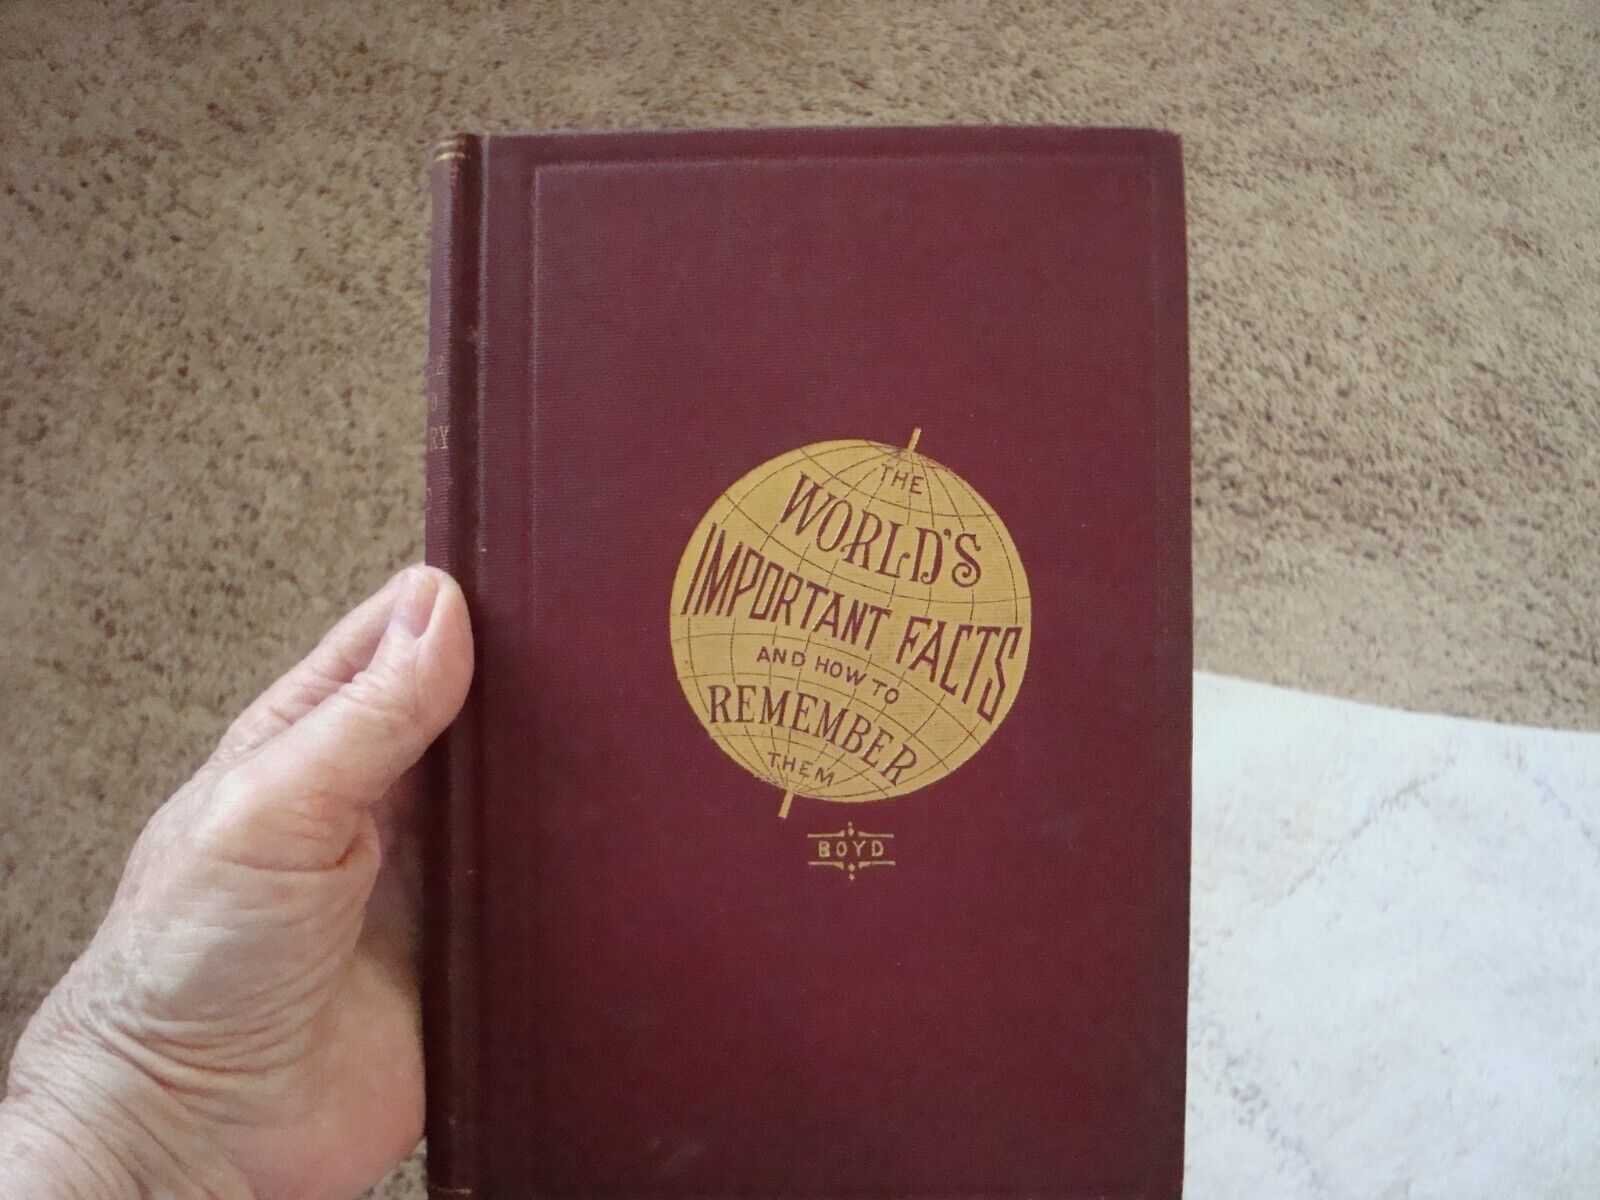 THE
WORLD'S
IMPORTANT FACTS
AND HOW TO
REMEMBER
THEM
BOYD